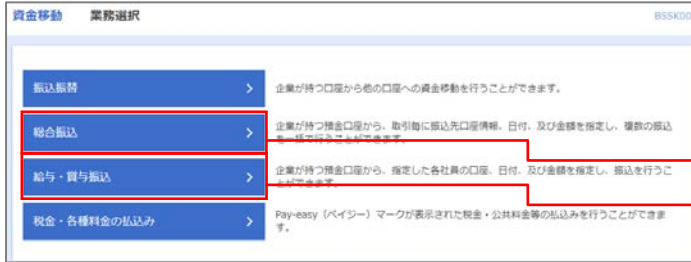 資金移動 業務選択 BSSK00
振込振替 企業が持つ口座から他の口座への資金移動を行うことができます。
総合振込 企業が持つ預金口座から、取引毎に振込先口座情報、日付、及び金額を指定し、複数の振込
を一括で行うことができます。
給与・賞与振込 企業が持つ預金口座から、指定した各社員の口座、日付、及び金額を指定し、振込を行うこ
とができます。
税金・各種料金の払込み Pay-easy（ペイジー）マークが表示された税金・公共料金等の払込みを行うことができま
す。